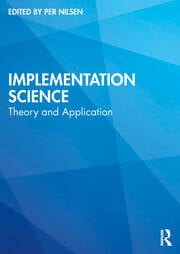 EDITED BY PER NILSEN
IMPLEMENTATION
SCIENCE
Theory and Application